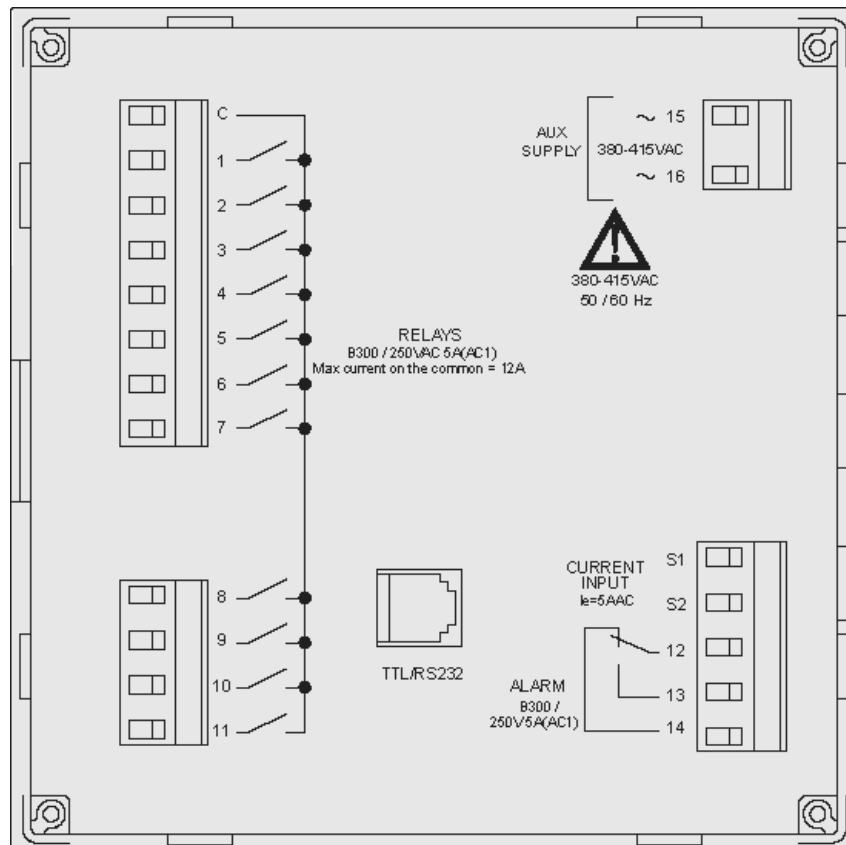 C
1
2
3
4
5
6
7
RELAYS
B300 / 250VAC 5A(AC1)
Max current on the common = 12A
8
9
10
11
TTL/RS232
AUX
SUPPLY
~ 15
380-415VAC
~ 16
380-415VAC
50 / 60 Hz
CURRENT
INPUT
Ie=5AAC
S1
S2
12
13
14
ALARM
B300 /
250V5A(AC1)